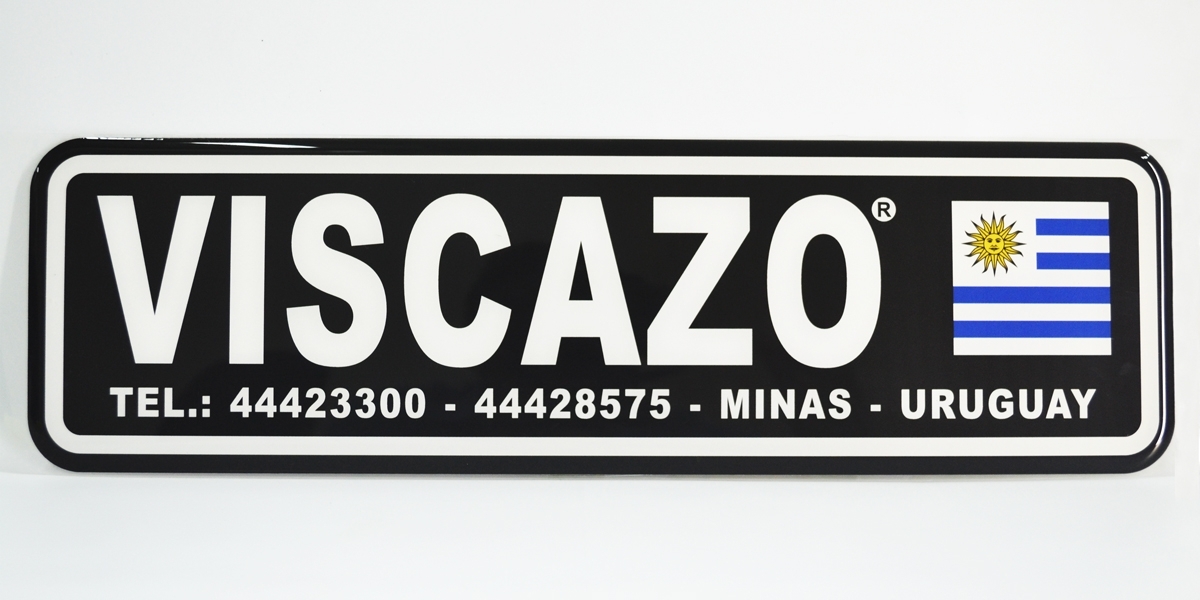 VISCAZO®
TEL.: 44423300 - 44428575 - MINAS - URUGUAY